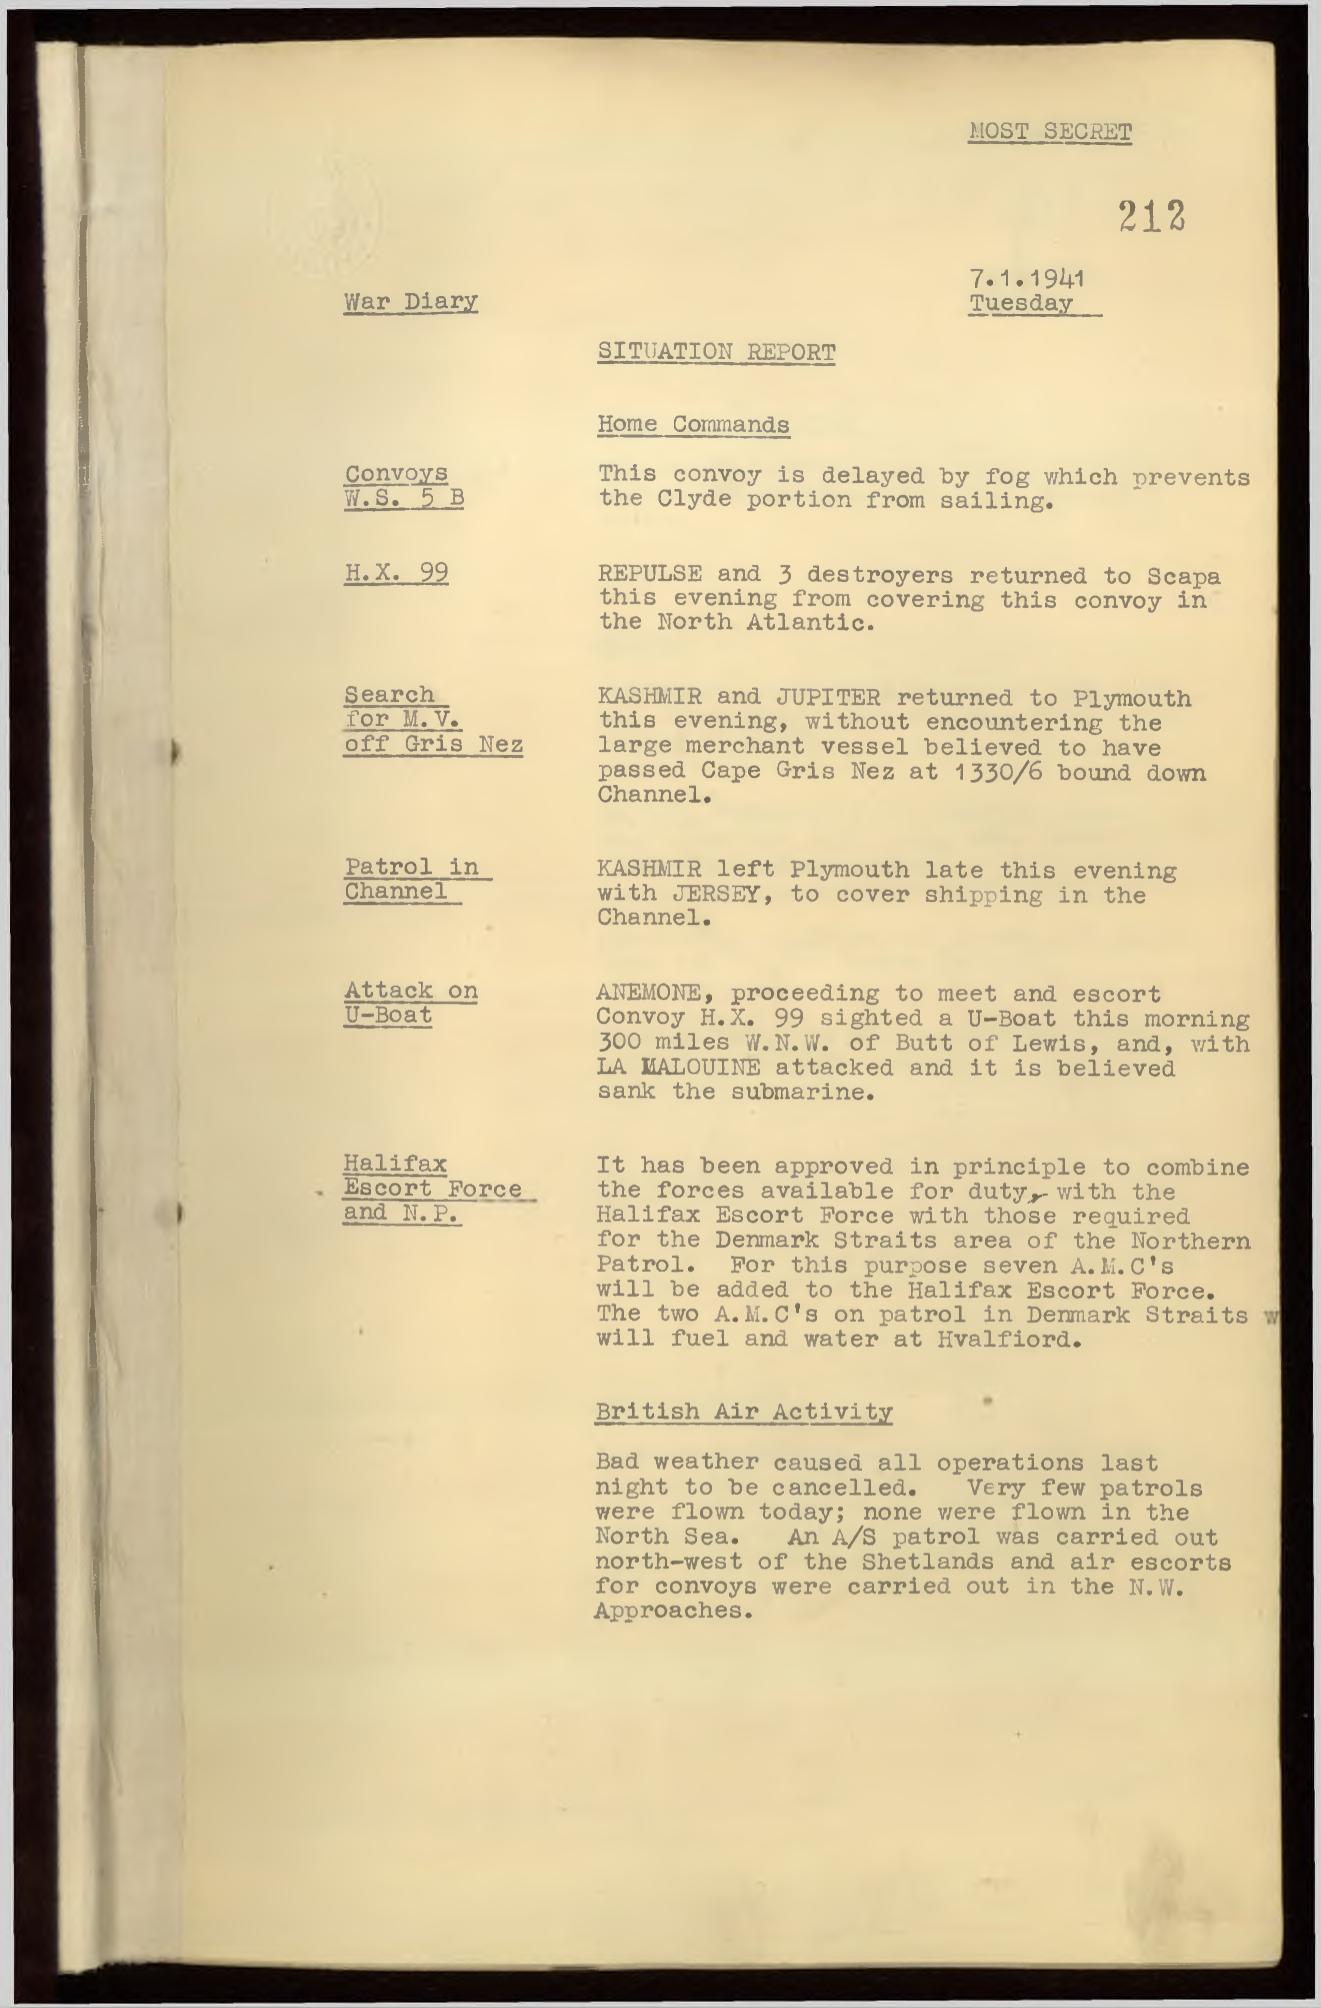 MOST SECRET
212
7.1.1941
War Diary
Tuesday
SITUATION REPORT
Home Commands
Convoys
W.S. 5 B
This convoy is delayed by fog which prevents
the Clyde portion from sailing.
H.X. 99
REPULSE and 3 destroyers returned to Scapa
this evening from covering this convoy in
the North Atlantic.
Search
for M.V.
off Gris Nez
KASHMIR and JUPITER returned to Plymouth
this evening, without encountering the
large merchant vessel believed to have
passed Cape Gris Nez at 1330/6 bound down
Channel.
Patrol in
Channel
KASHMIR left Plymouth late this evening
with JERSEY, to cover shipping in the
Channel.
Attack on
U-Boat
ANEMONE, proceeding to meet and escort
Convoy H.X. 99 sighted a U-Boat this morning
300 miles W.N.W. of Butt of Lewis, and, with
LA MALOUINE attacked and it is believed
sank the submarine.
Halifax
Escort Force
and N.P.
It has been approved in principle to combine
the forces available for duty, with the
Halifax Escort Force with those required
for the Denmark Straits area of the Northern
Patrol. For this purpose seven A.M.C's
will be added to the Halifax Escort Force.
The two A.M.C's on patrol in Denmark Straits w
will fuel and water at Hvalfiord.
British Air Activity
Bad weather caused all operations last
night to be cancelled. Very few patrols
were flown today; none were flown in the
North Sea. An A/S patrol was carried out
north-west of the Shetlands and air escorts
for convoys were carried out in the N.W.
Approaches.